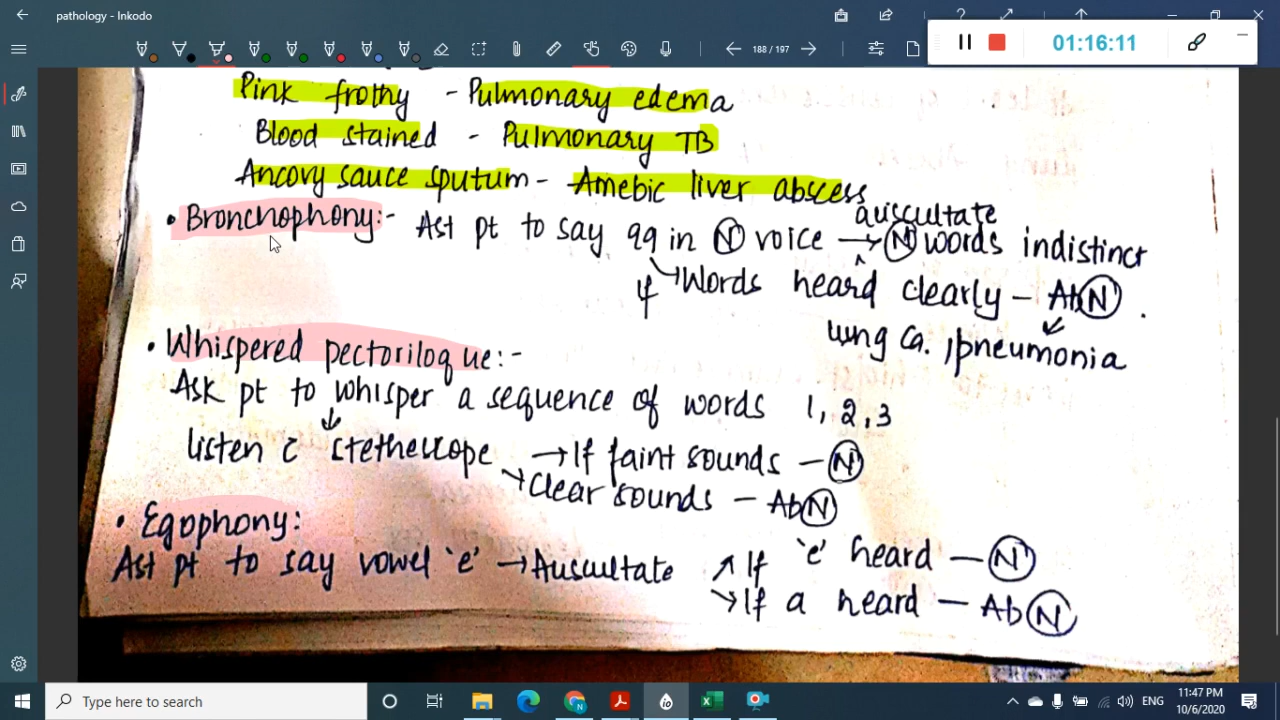 pathology - Inkodo
188 / 197
01:16:11
Pink frothy - Pulmonary edema
Blood stained - Pulmonary TB
Ancovy sauce sputum - Amebic liver abscess
• Bronchophony:- Ast pt to say 99 in N voice → N words indistinct
auscultate
If → Words heard clearly - AbN.
lung ca. , pneumonia
• Whispered pectoriloque:-
Ask pt to whisper a sequence of words 1, 2, 3
listen c stethescope → If faint sounds - N
→ Clear sounds - AbN
• Egophony:
Ast pt to say vowel 'e' → Auscultate ↗ If 'e' heard - N
↘ If a heard - AbN
Type here to search
ENG
11:47 PM
10/6/2020